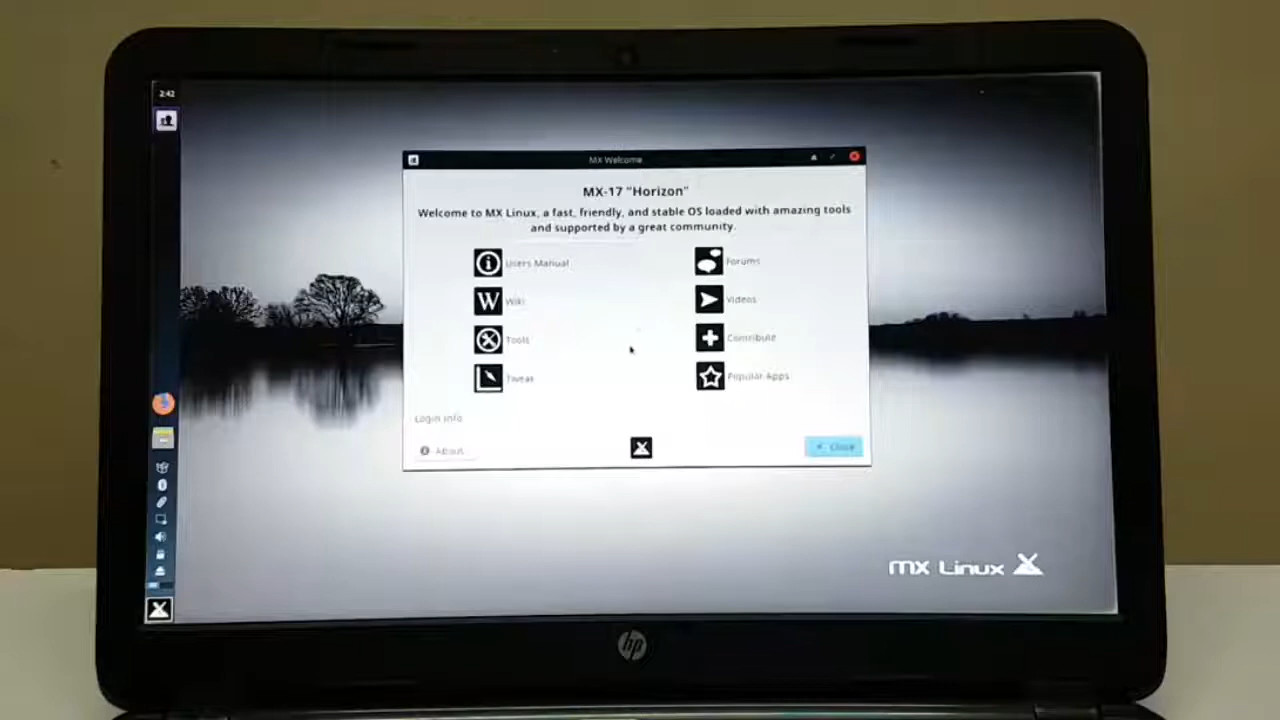 2:42
MX Welcome
MX-17 "Horizon"
Welcome to MX Linux, a fast, friendly, and stable OS loaded with amazing tools
and supported by a great community.
Users Manual
Forums
Wiki
Videos
Tools
Contribute
Tweak
Popular Apps
Login info
About
Close
MX Linux
hp